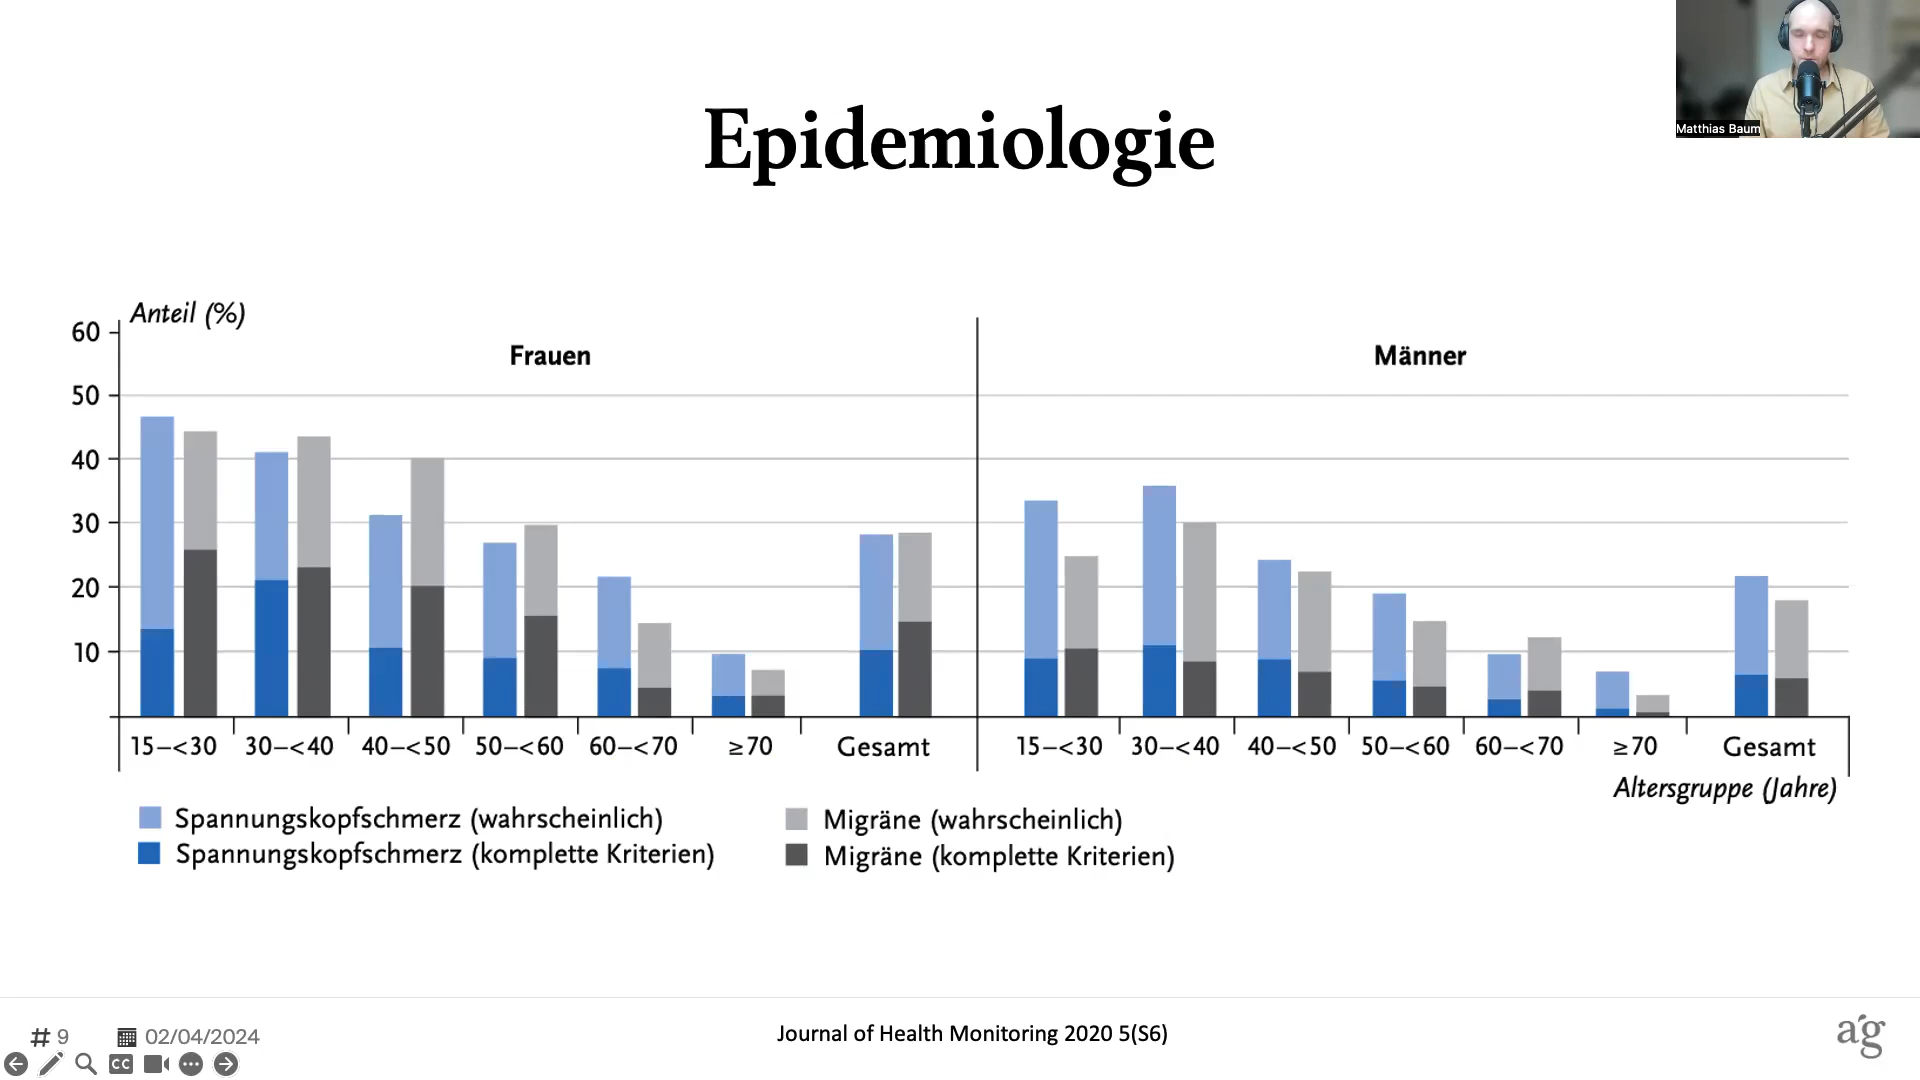 Matthias Baum
Epidemiologie
Anteil (%)
60
50
40
30
20
10
Frauen
Männer
15–<30 30–<40 40–<50 50–<60 60–<70 ≥70 Gesamt 15–<30 30–<40 40–<50 50–<60 60–<70 ≥70 Gesamt
Altersgruppe (Jahre)
Spannungskopfschmerz (wahrscheinlich) Migräne (wahrscheinlich)
Spannungskopfschmerz (komplette Kriterien) Migräne (komplette Kriterien)
# 9 02/04/2024 Journal of Health Monitoring 2020 5(S6) ag
CC